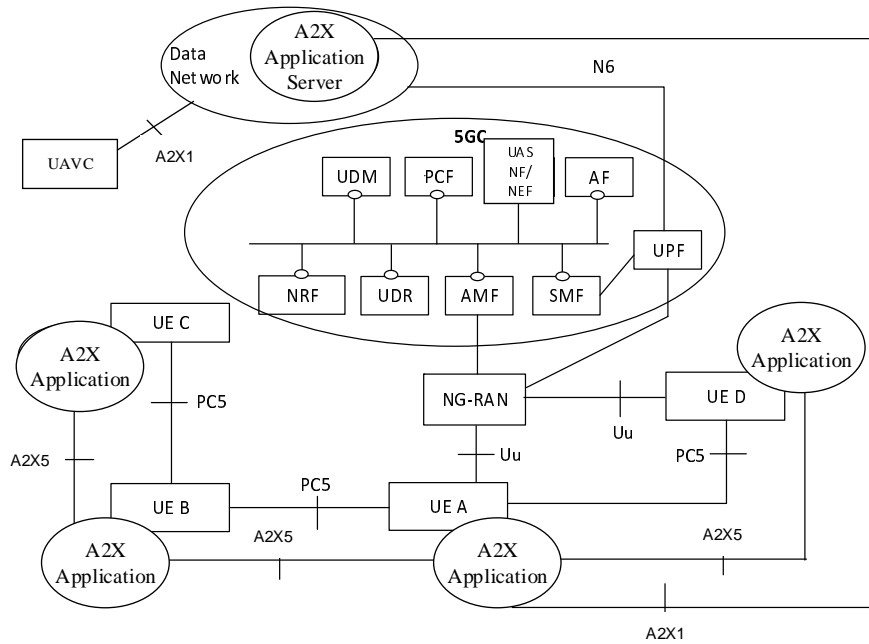 A2X
Application
Server
Data
Network
N6
A2X1
UAVC
5GC
UDM
PCF
UAS
NF/
NEF
AF
UPF
NRF
UDR
AMF
SMF
UE C
A2X
Application
A2X
Application
PC5
NG-RAN
UE D
Uu
Uu
A2X5
PC5
PC5
UE B
UE A
A2X5
A2X5
A2X
Application
A2X
Application
A2X1